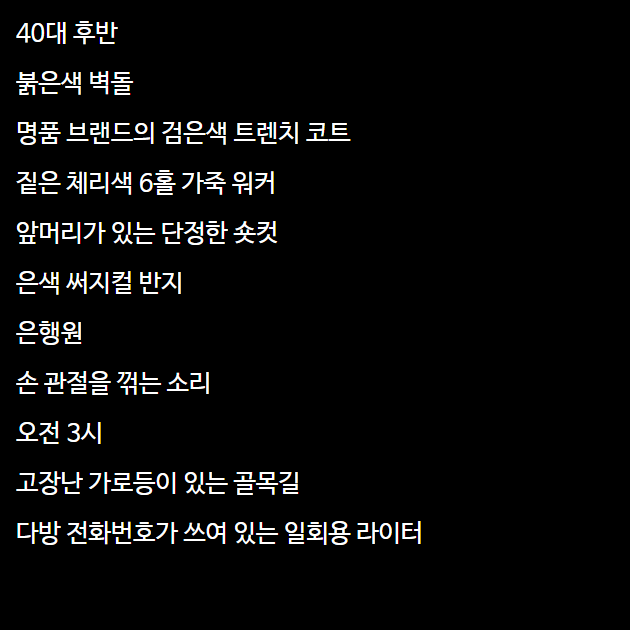 40대 후반
붉은색 벽돌
명품 브랜드의 검은색 트렌치 코트
짙은 체리색 6홀 가죽 워커
앞머리가 있는 단정한 숏컷
은색 써지컬 반지
은행원
손 관절을 꺾는 소리
오전 3시
고장난 가로등이 있는 골목길
다방 전화번호가 쓰여 있는 일회용 라이터